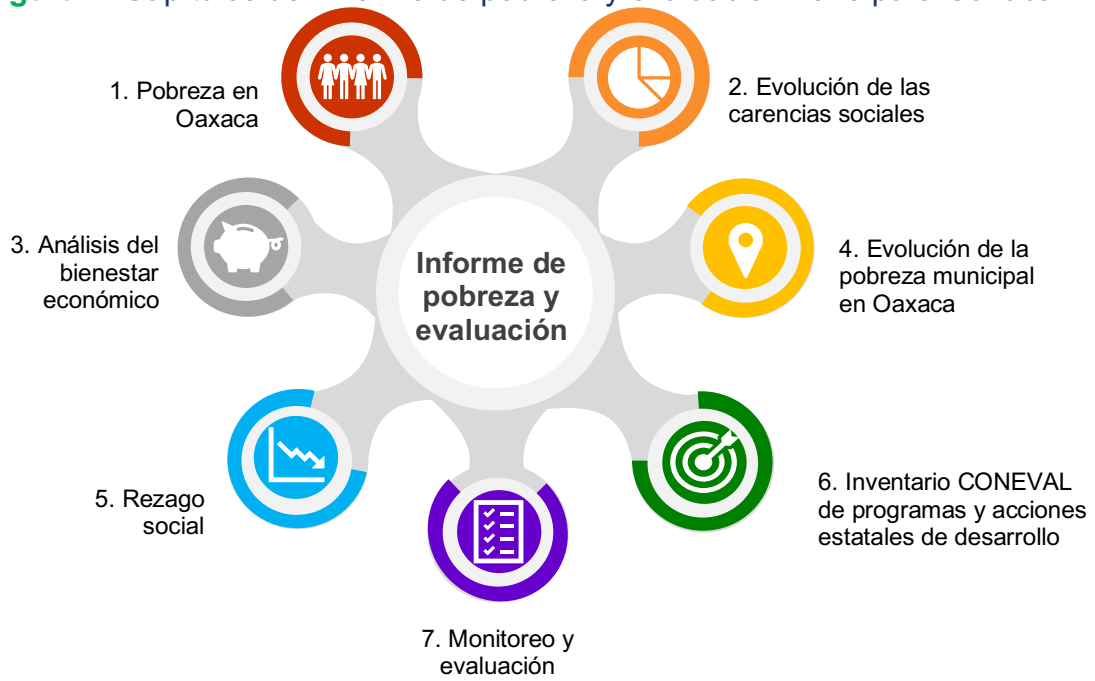 1. Pobreza en
Oaxaca
2. Evolución de las
carencias sociales
3. Análisis del
bienestar
económico
Informe de
pobreza y
evaluación
4. Evolución de la
pobreza municipal
en Oaxaca
5. Rezago
social
6. Inventario CONEVAL
de programas y acciones
estatales de desarrollo
7. Monitoreo y
evaluación